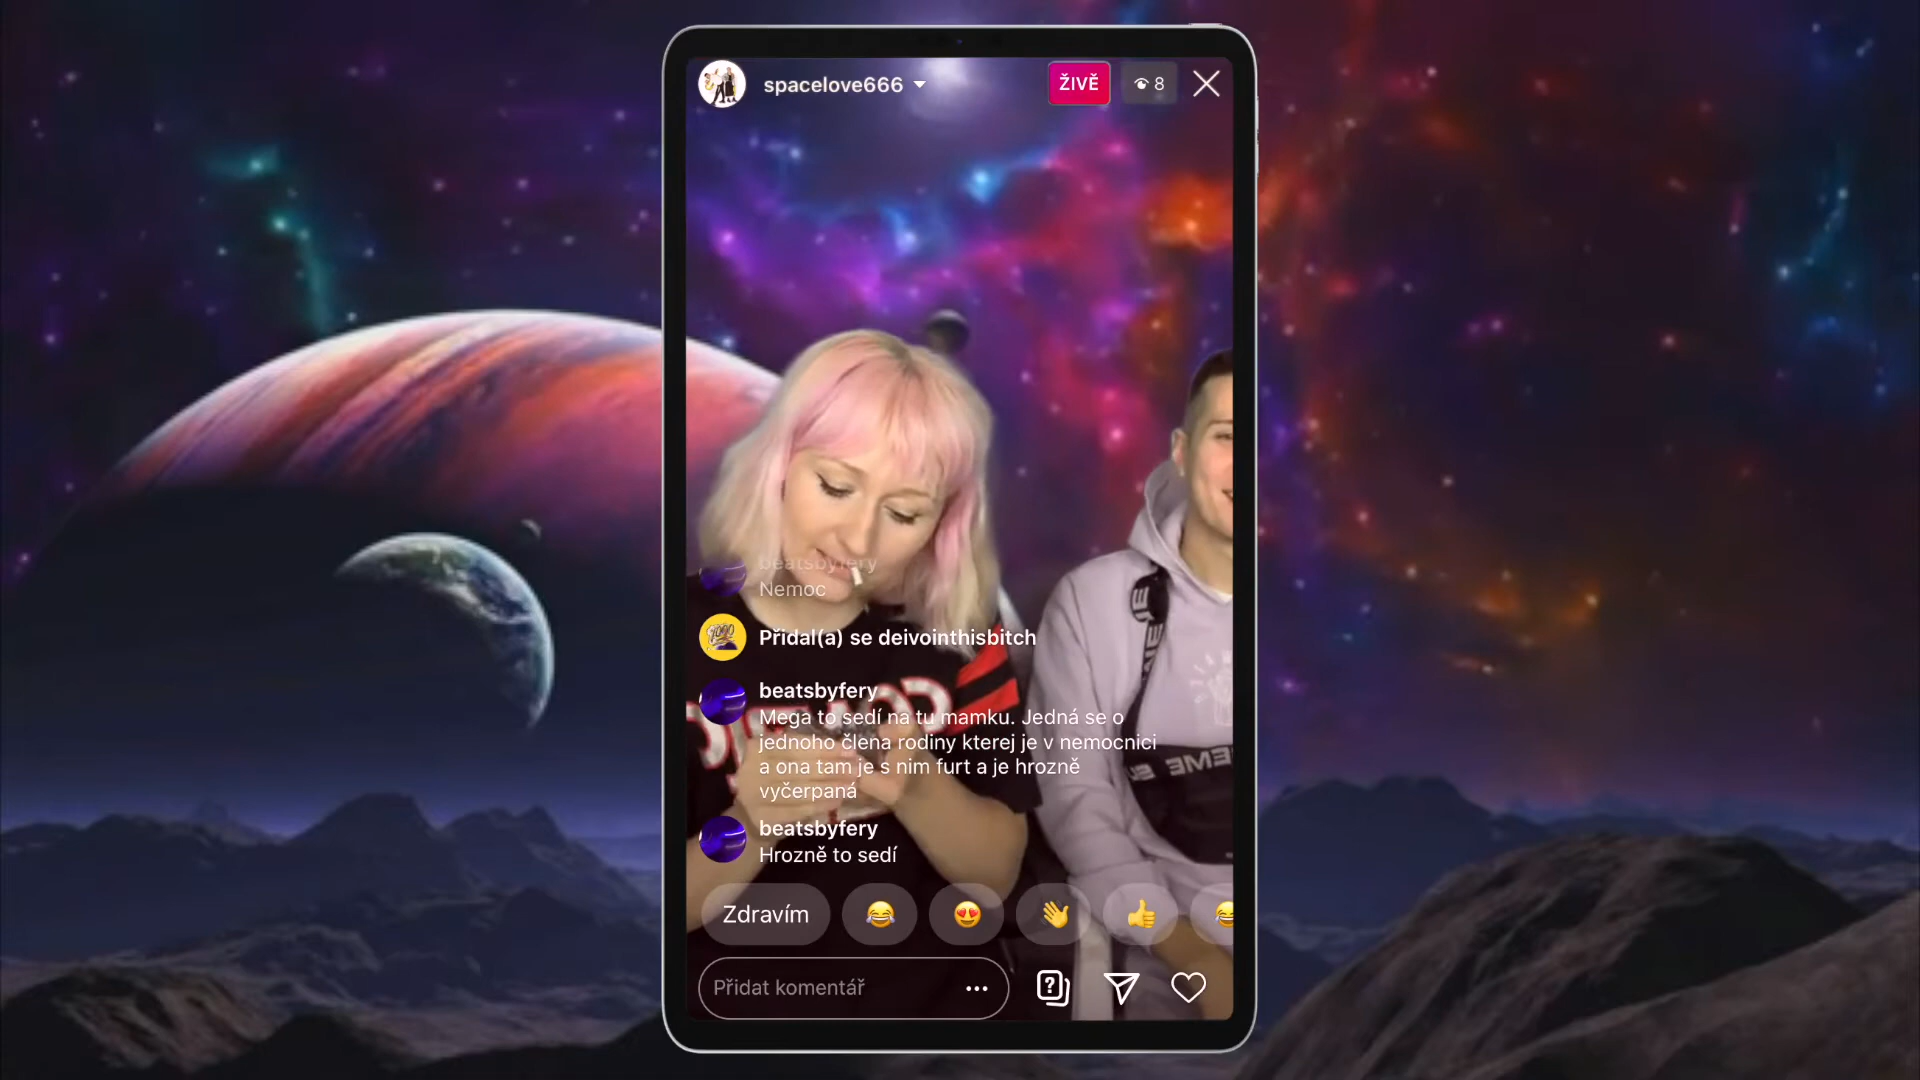 spacelove666
ŽIVĚ
8
beatsbyfery
Nemoc
Přidal(a) se deivointhisbitch
beatsbyfery
Mega to sedí na tu mamku. Jedná se o
jednoho člena rodiny kterej je v nemocnici
a ona tam je s nim furt a je hrozně
vyčerpaná
beatsbyfery
Hrozně to sedí
Zdravím
Přidat komentář